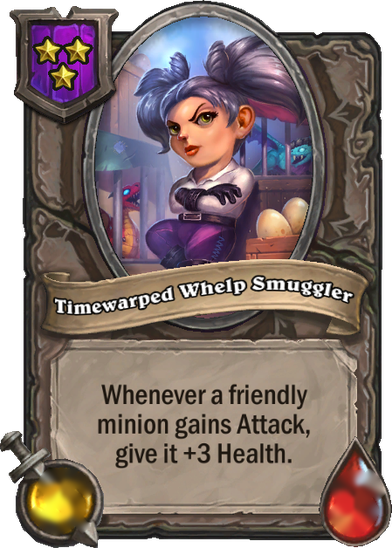 Timewarped Whelp Smuggler
Whenever a friendly
minion gains Attack,
give it +3 Health.